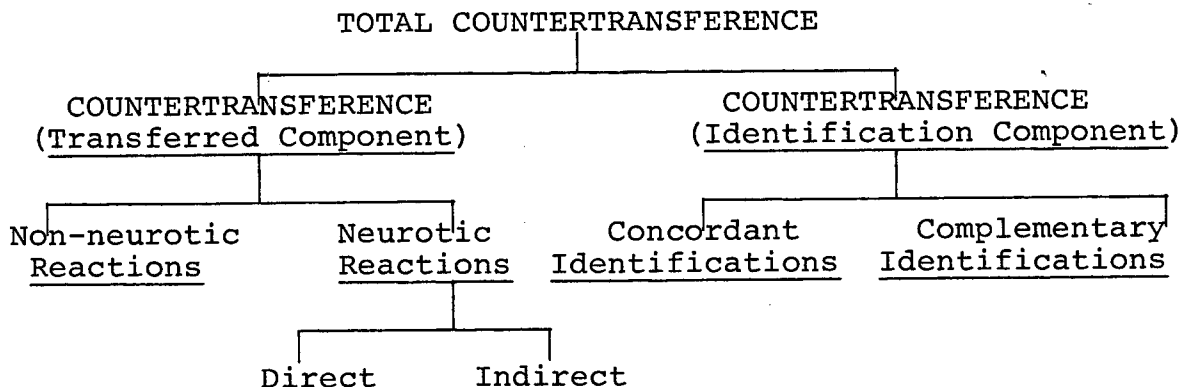 TOTAL COUNTERTRANSFERENCE
COUNTERTRANSFERENCE
(Transferred Component)
COUNTERTRANSFERENCE
(Identification Component)
Non-neurotic
Reactions
Neurotic
Reactions
Concordant
Identifications
Complementary
Identifications
Direct
Indirect